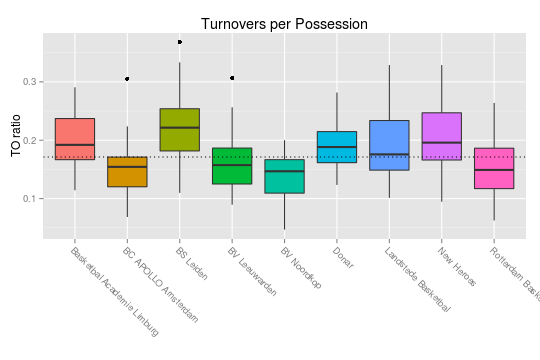 Turnovers per Possession
TO ratio
0.3
0.2
0.1
Basketbal Academie Limburg
BC APOLLO Amsterdam
BS Leiden
BV Leeuwarden
BV Noordkop
Donar
Landstede Basketbal
New Heroes
Rotterdam Bask